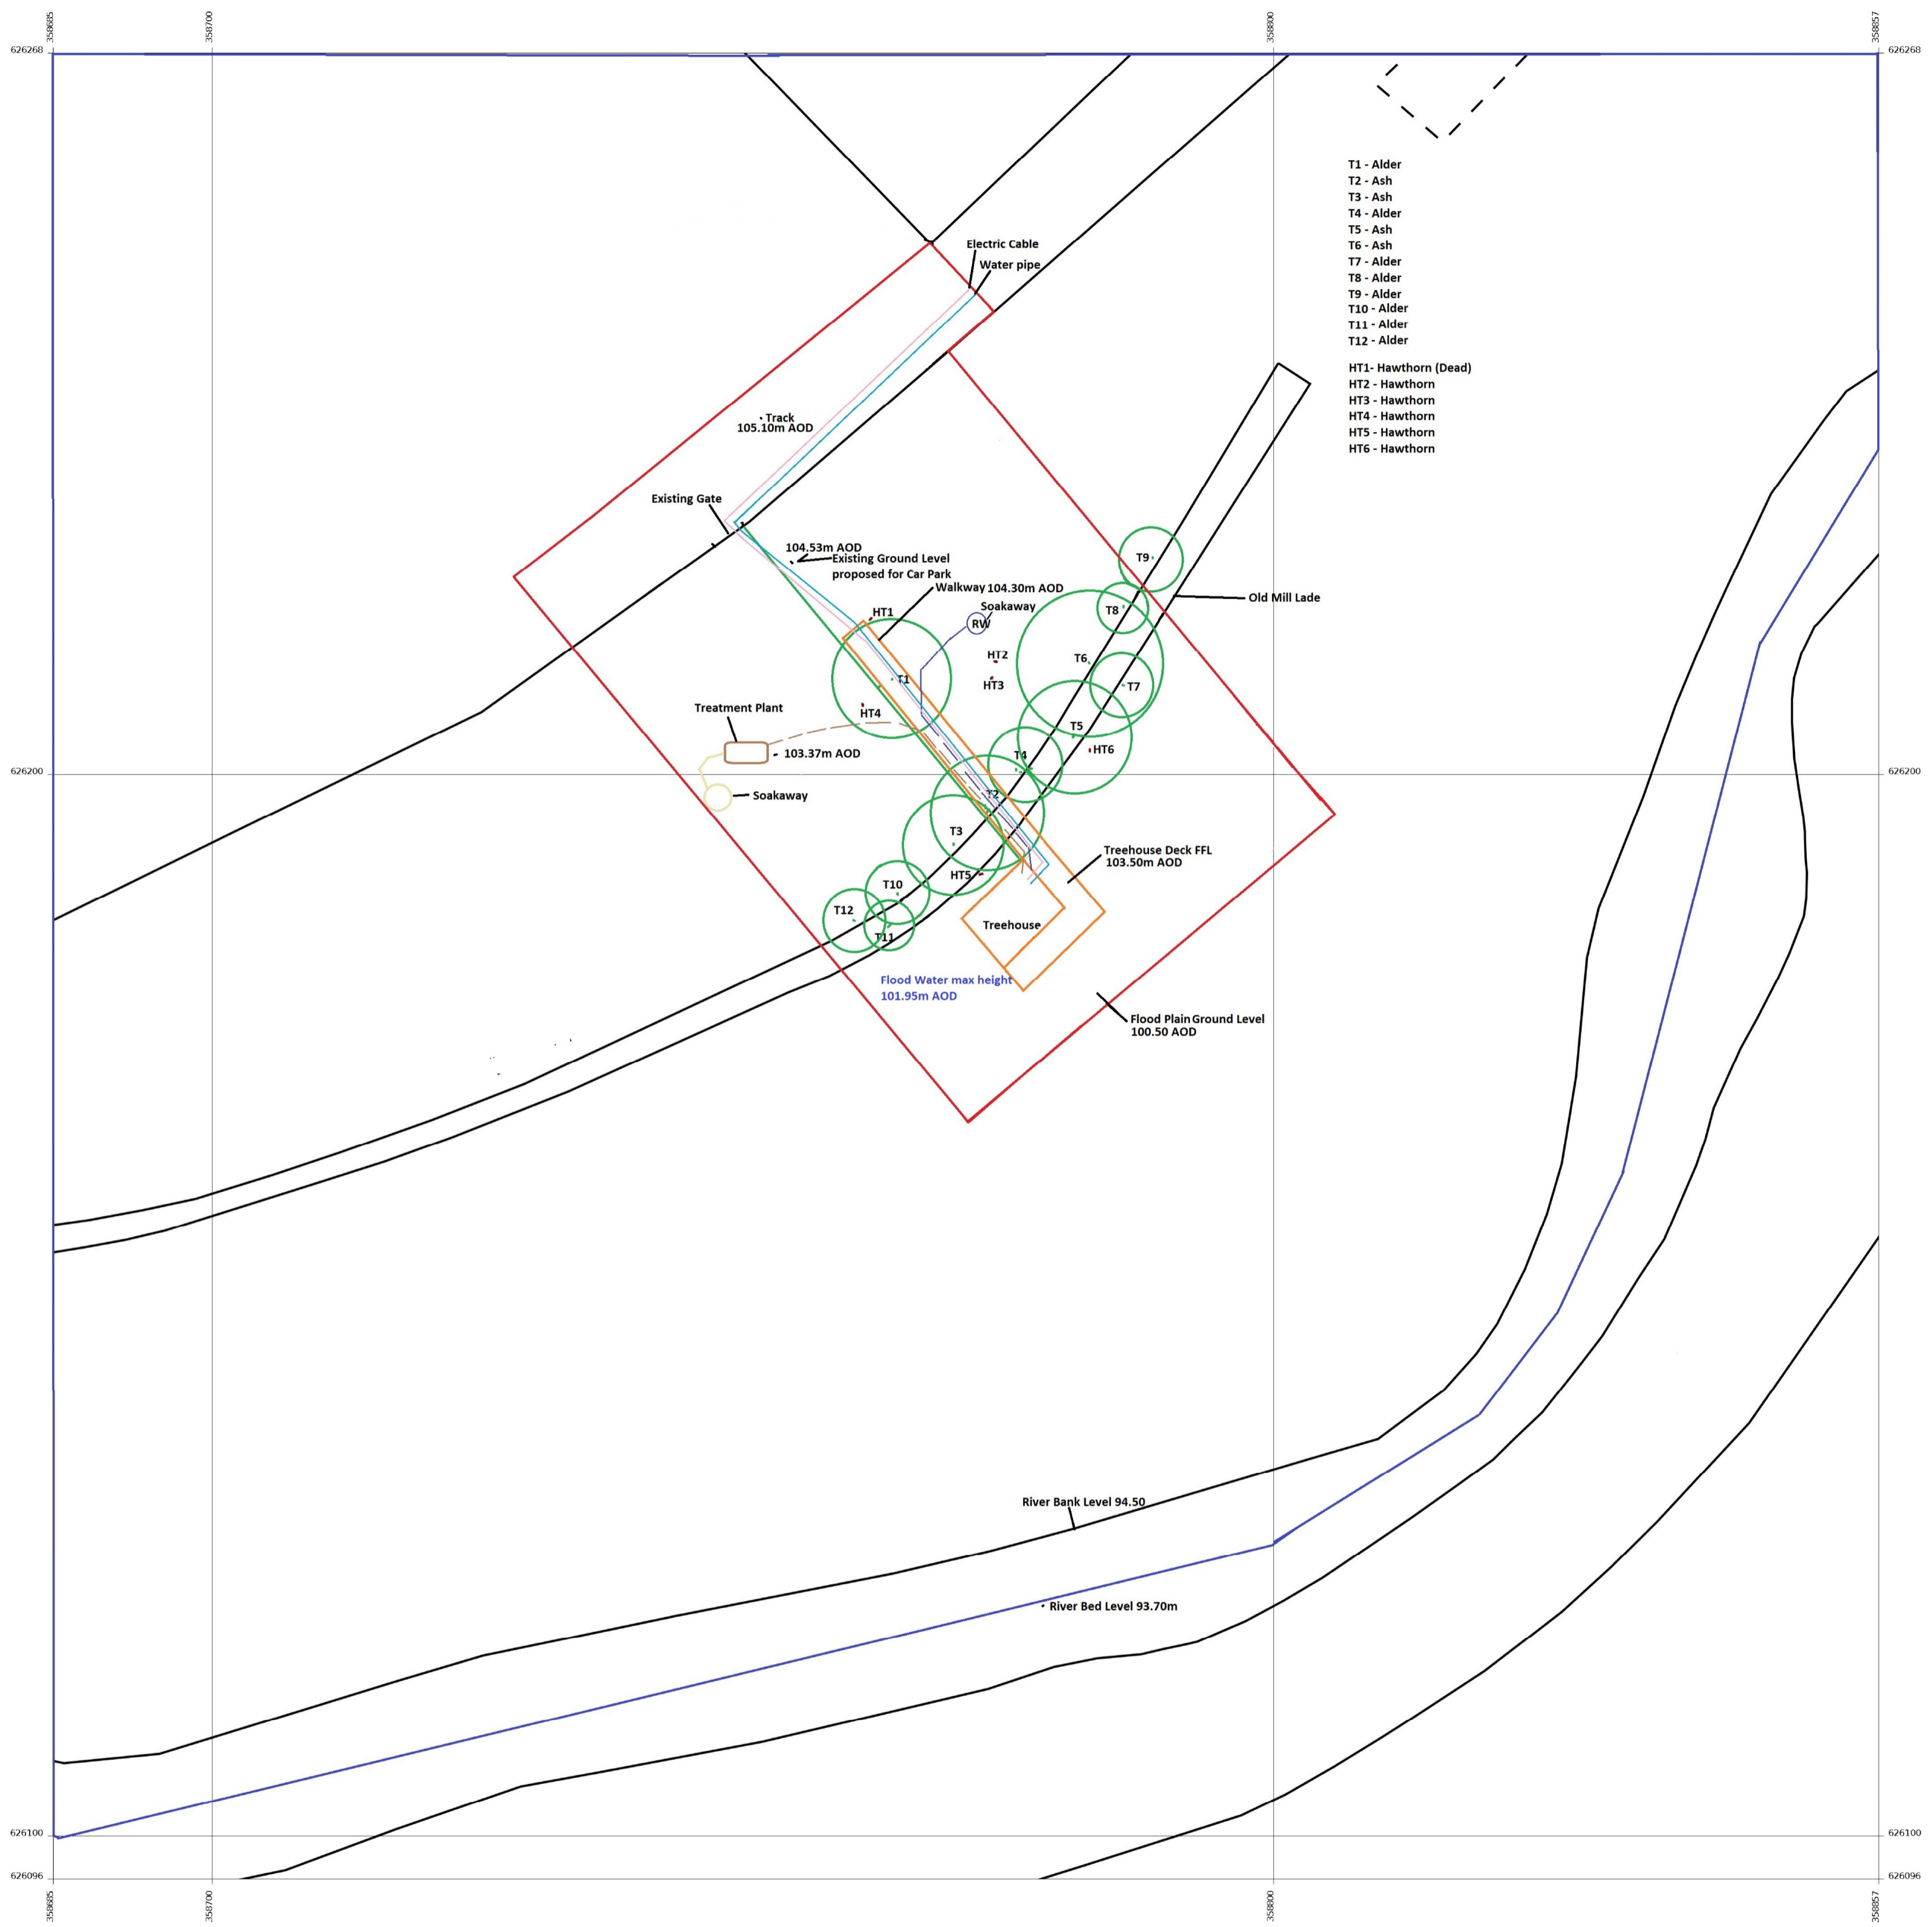 358685
358700
358800
358857
626268
626268
T1 - Alder
T2 - Ash
T3 - Ash
T4 - Alder
T5 - Ash
T6 - Ash
T7 - Alder
T8 - Alder
T9 - Alder
T10 - Alder
T11 - Alder
T12 - Alder
HT1- Hawthorn (Dead)
HT2 - Hawthorn
HT3 - Hawthorn
HT4 - Hawthorn
HT5 - Hawthorn
HT6 - Hawthorn
Electric Cable
Water pipe
Track
105.10m AOD
Existing Gate
104.53m AOD
Existing Ground Level
proposed for Car Park
Walkway 104.30m AOD
Soakaway
RW
HT1
T9
T8
Old Mill Lade
HT2
HT3
T6
T7
T1
HT4
Treatment Plant
103.37m AOD
T5
HT6
T4
626200
626200
Soakaway
T2
T3
Treehouse Deck FFL
103.50m AOD
HT5
T10
T12
T11
Treehouse
Flood Water max height
101.95m AOD
Flood Plain Ground Level
100.50 AOD
River Bank Level 94.50
River Bed Level 93.70m
626100
626100
626096
626096
358685
358700
358800
358857